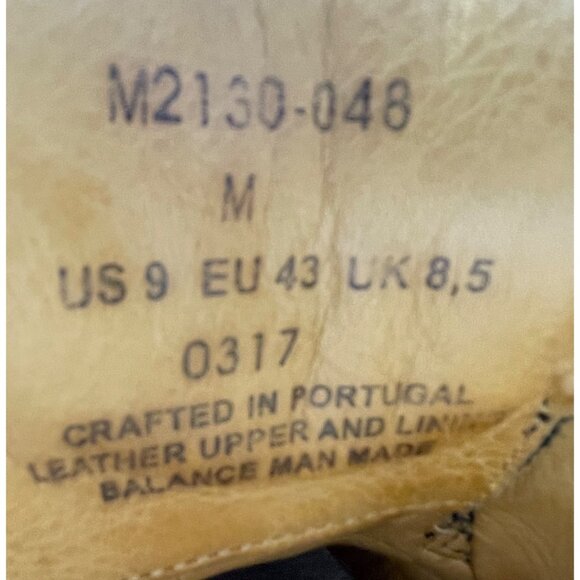 M2130-048
M
US 9 EU 43 UK 8,5
0317
CRAFTED IN PORTUGAL
LEATHER UPPER AND LINING
BALANCE MAN MADE